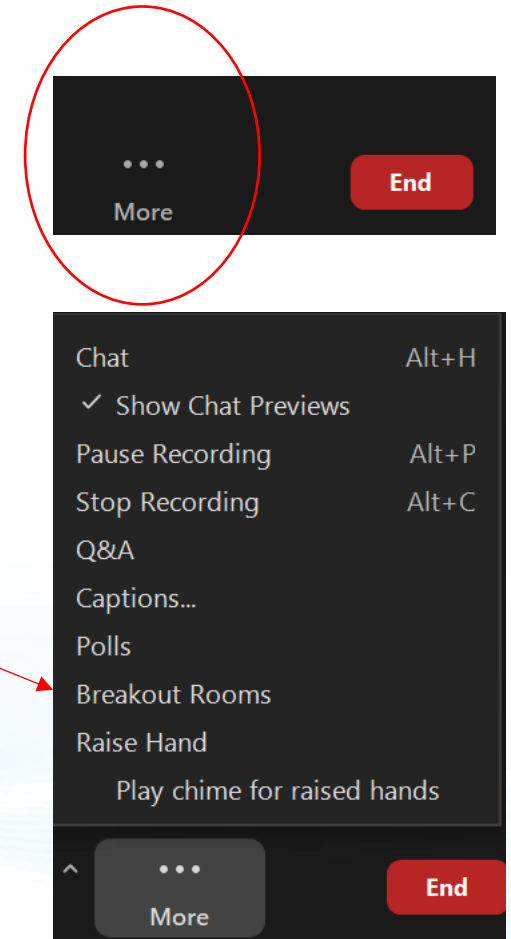 More
End
Chat Alt+H
Show Chat Previews
Pause Recording Alt+P
Stop Recording Alt+C
Q&A
Captions...
Polls
Breakout Rooms
Raise Hand
Play chime for raised hands
More
End